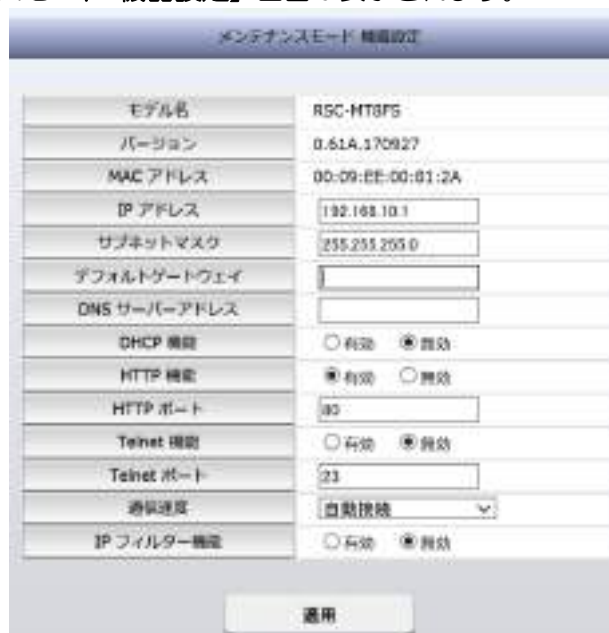 メンテナンスモード 機能設定
モデル名 RSC-MT8FS
バージョン 0.61A.170927
MAC アドレス 00:09:EE:00:81:2A
IP アドレス 192.168.10.1
サブネットマスク 255.255.255.0
デフォルトゲートウェイ
DNS サーバーアドレス
DHCP 機能 有効 無効
HTTP 機能 有効 無効
HTTP ポート 80
Telnet 機能 有効 無効
Telnet ポート 23
通信速度 自動接続
IP フィルター機能 有効 無効
適用